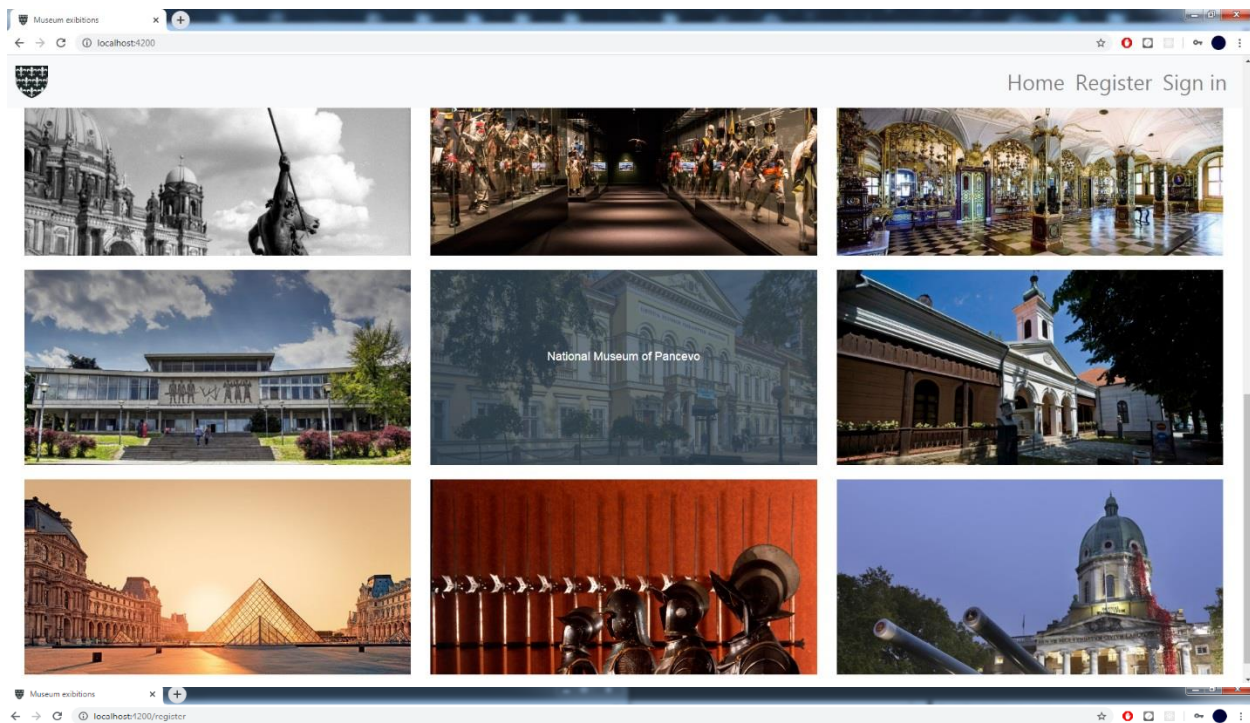 Museum exibitions
localhost:4200
Home Register Sign in
National Museum of Pancevo
Museum exibitions
localhost:4200/register